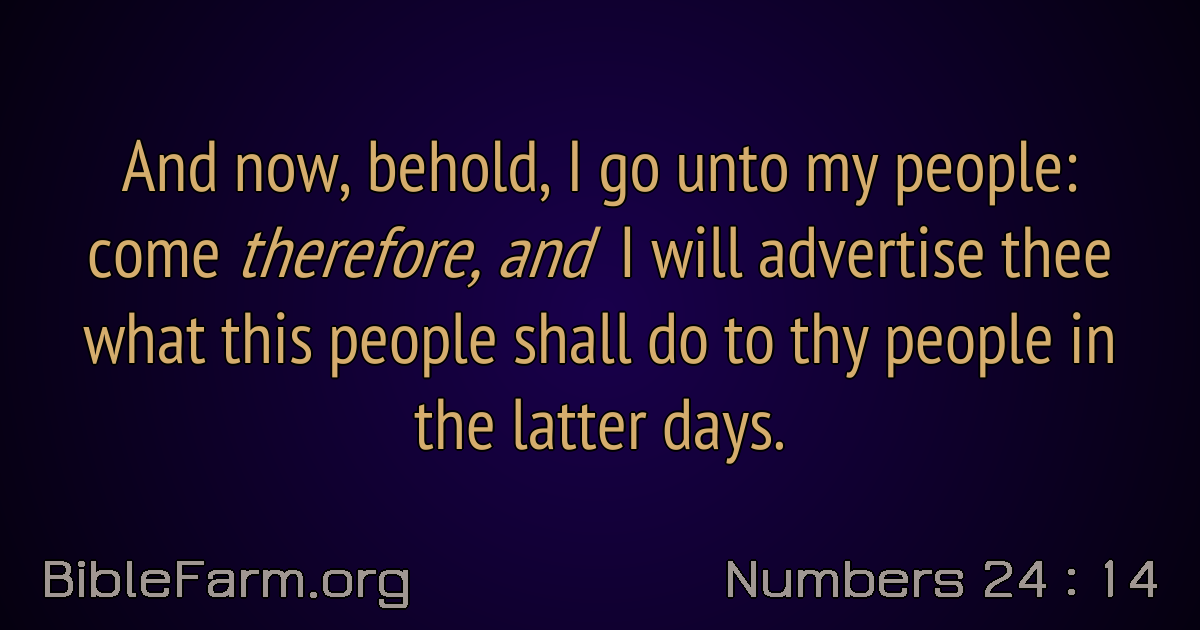 And now, behold, I go unto my people:
come therefore, and I will advertise thee
what this people shall do to thy people in
the latter days.
BibleFarm.org
Numbers 24 : 14